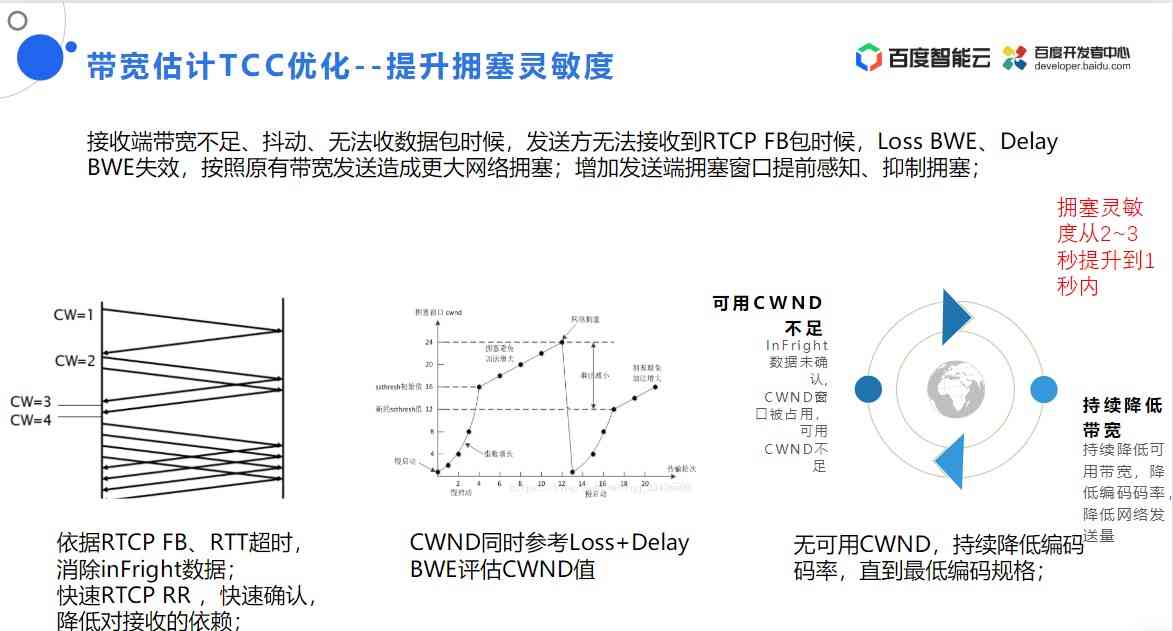 带宽估计TCC优化--提升拥塞灵敏度
百度智能云
百度开发者中心
developer.baidu.com
接收端带宽不足、抖动、无法收数据包时候，发送方无法接收到RTCP FB包时候，Loss BWE、Delay
BWE失效，按照原有带宽发送造成更大网络拥塞；增加发送端拥塞窗口提前感知、抑制拥塞；
拥塞灵敏
度从2~3
秒提升到1
秒内
CW=1
CW=2
CW=3
CW=4
拥塞窗口 cwnd
网络拥塞
24
20
ssthresh初始值 16
新的ssthresh值 12
8
4
拥塞避免
加法增大
乘法减小
拥塞避免
加法增大
指数增长
慢启动
传输轮次
2 4 6 8 10 12 14 16 18 20
慢启动
慢启动
可用CWND
不足
InFright
数据未确
认，
CWND窗
口被占用，
可用
CWND不
足
持续降低
带宽
持续降低可
用带宽，降
低编码码率，
降低网络发
送量
依据RTCP FB、RTT超时，
消除inFright数据；
快速RTCP RR ，快速确认，
降低对接收的依赖；
CWND同时参考Loss+Delay
BWE评估CWND值
无可用CWND，持续降低编码
码率，直到最低编码规格；